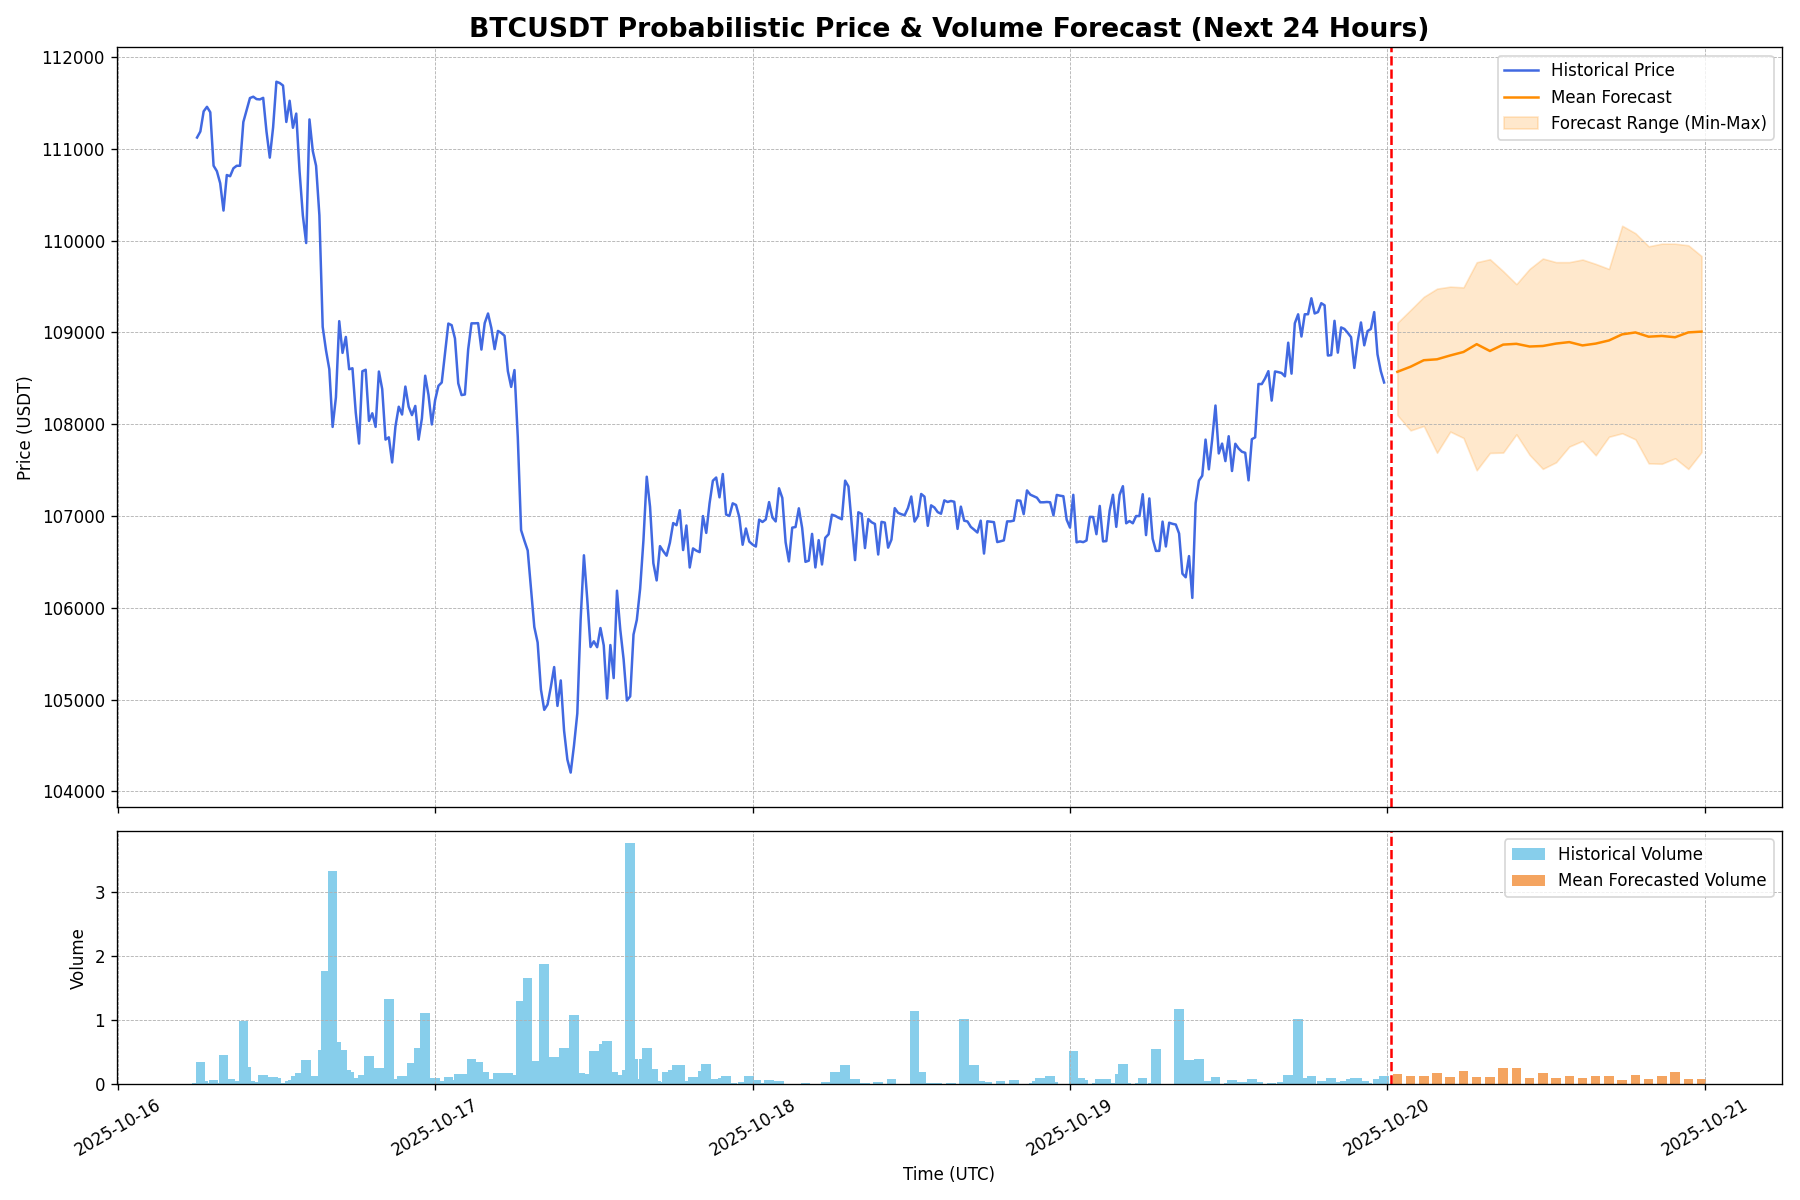 BTCUSDT Probabilistic Price & Volume Forecast (Next 24 Hours)
112000
111000
110000
109000
108000
107000
106000
105000
104000
Price (USDT)
Historical Price
Mean Forecast
Forecast Range (Min-Max)
3
2
1
0
Volume
Historical Volume
Mean Forecasted Volume
2025-10-16
2025-10-17
2025-10-18
2025-10-19
2025-10-20
2025-10-21
Time (UTC)